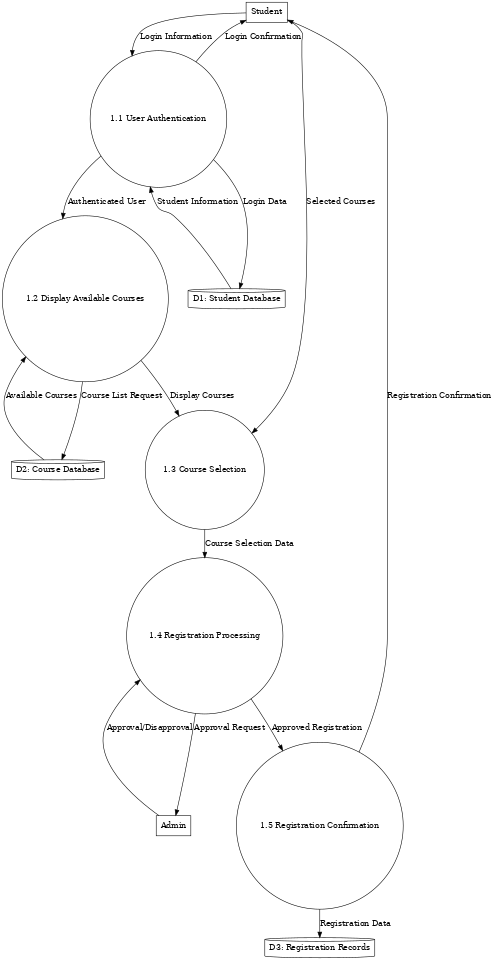 Student
Login Information
Login Confirmation
1.1 User Authentication
Authenticated User
Student Information
Login Data
Selected Courses
1.2 Display Available Courses
D1: Student Database
Available Courses
Course List Request
Display Courses
Registration Confirmation
D2: Course Database
1.3 Course Selection
Course Selection Data
1.4 Registration Processing
Approval/Disapproval
Approval Request
Approved Registration
Admin
1.5 Registration Confirmation
Registration Data
D3: Registration Records